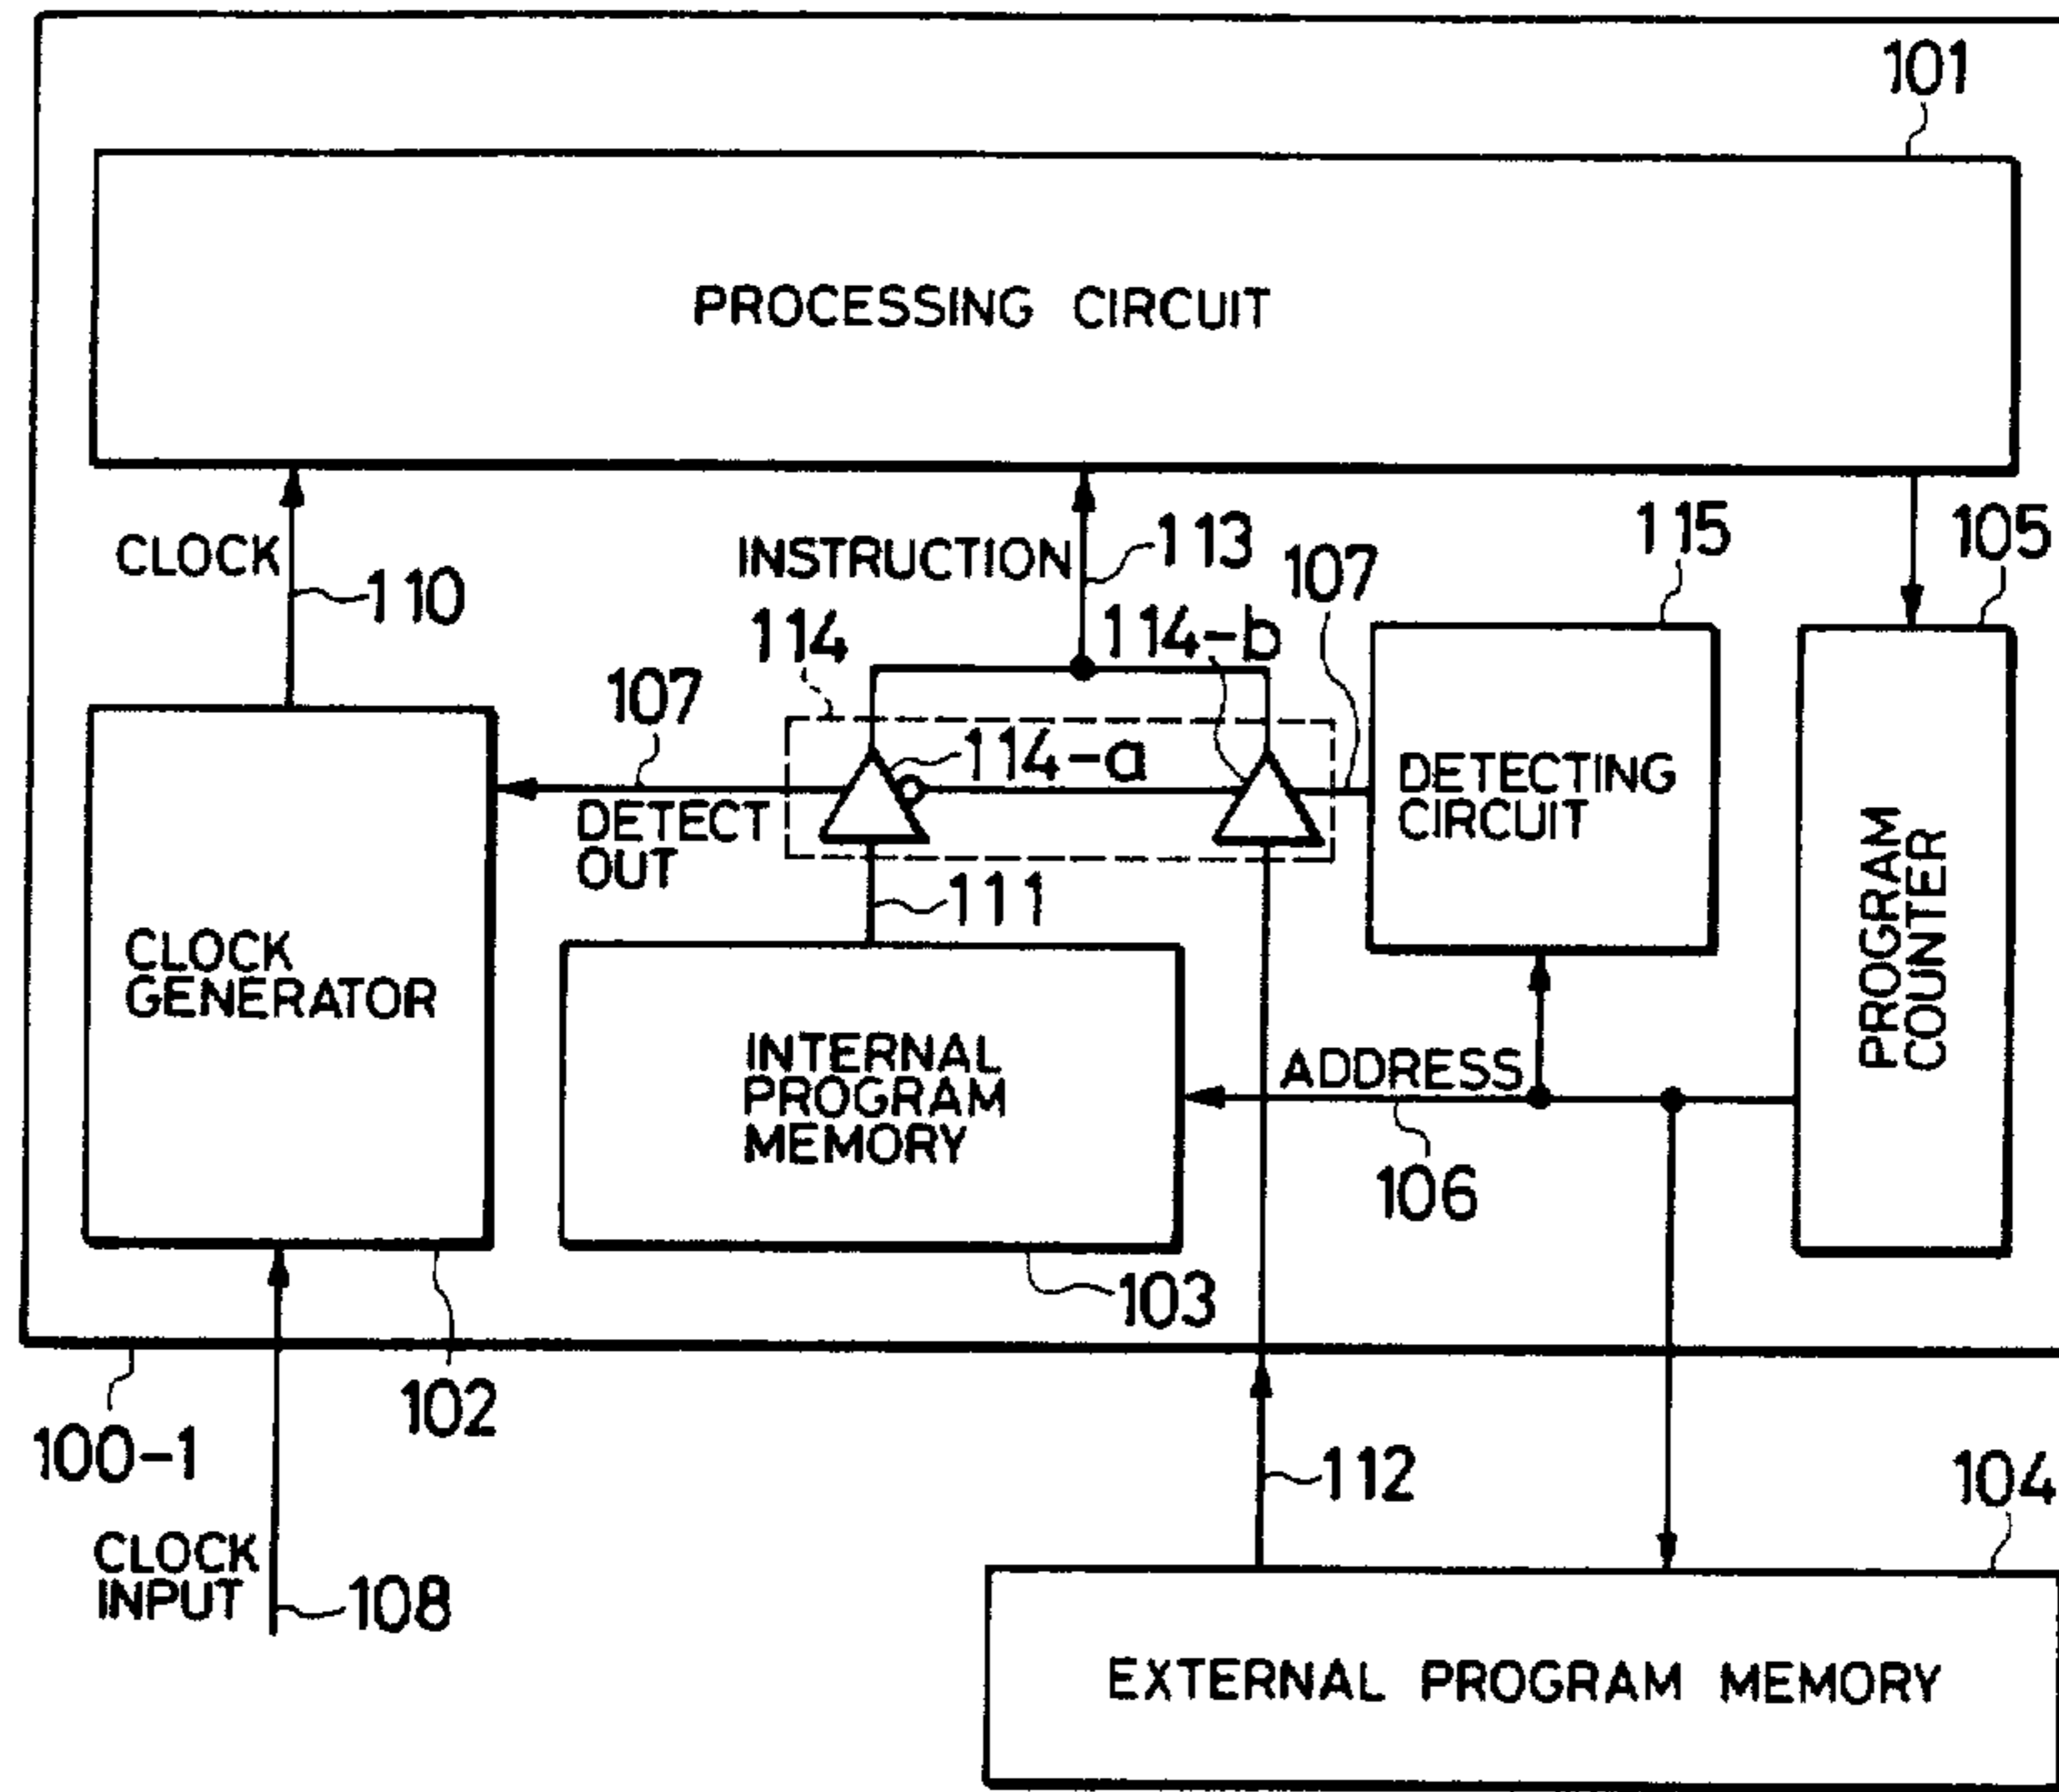 101
PROCESSING CIRCUIT
CLOCK
110
INSTRUCTION
113
115
105
107
114
114-b
107
114-a
DETECT
OUT
DETECTING
CIRCUIT
111
PROGRAM
COUNTER
CLOCK
GENERATOR
INTERNAL
PROGRAM
MEMORY
ADDRESS
106
103
102
100-1
112
104
CLOCK
INPUT
108
EXTERNAL PROGRAM MEMORY